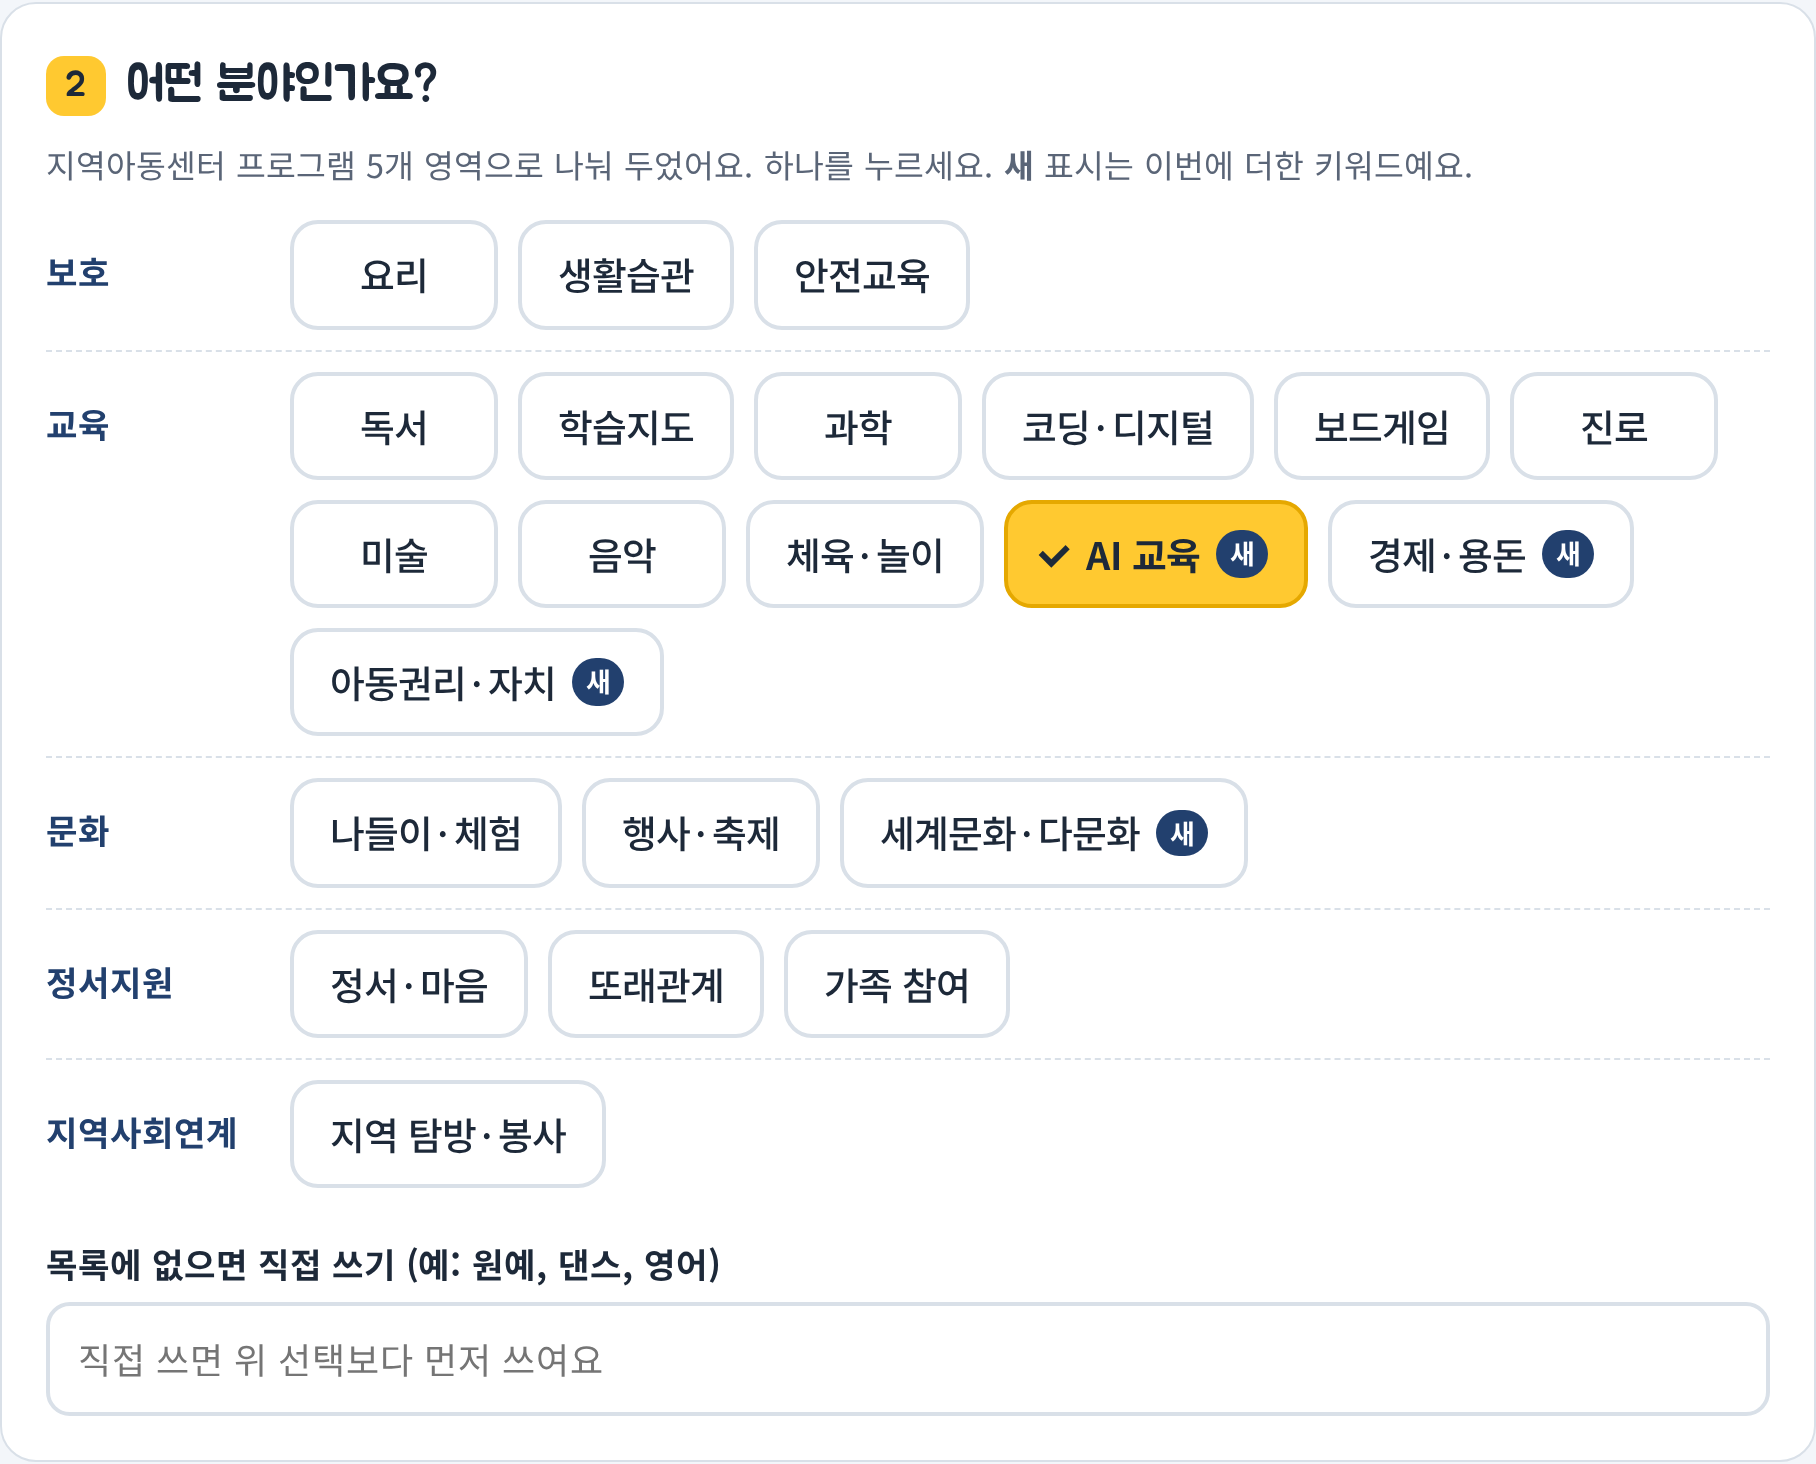 2 어떤 분야인가요?
지역아동센터 프로그램 5개 영역으로 나눠 두었어요. 하나를 누르세요. 새 표시는 이번에 더한 키워드예요.
보호 요리 생활습관 안전교육
교육 독서 학습지도 과학 코딩·디지털 보드게임 진로
미술 음악 체육·놀이 ✓ AI 교육 새 경제·용돈 새
아동권리·자치 새
문화 나들이·체험 행사·축제 세계문화·다문화 새
정서지원 정서·마음 또래관계 가족 참여
지역사회연계 지역 탐방·봉사
목록에 없으면 직접 쓰기 (예: 원예, 댄스, 영어)
직접 쓰면 위 선택보다 먼저 쓰여요